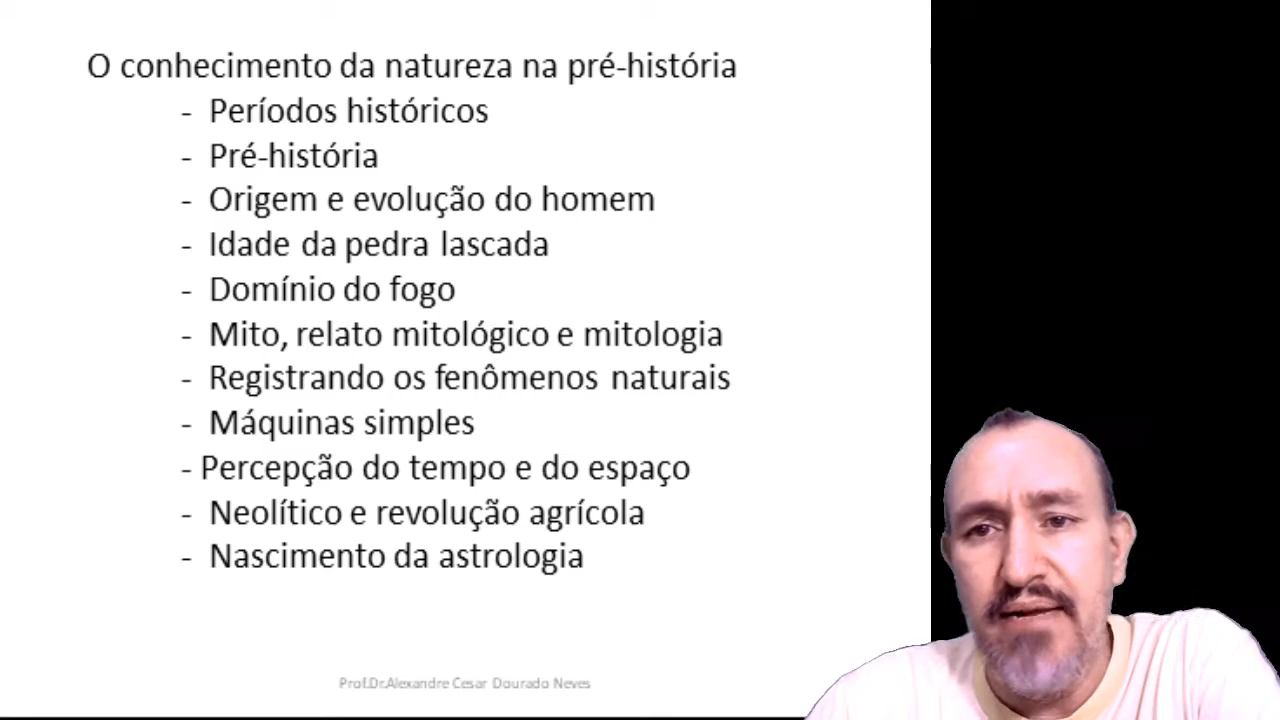 O conhecimento da natureza na pré-história
- Períodos históricos
- Pré-história
- Origem e evolução do homem
- Idade da pedra lascada
- Domínio do fogo
- Mito, relato mitológico e mitologia
- Registrando os fenômenos naturais
- Máquinas simples
- Percepção do tempo e do espaço
- Neolítico e revolução agrícola
- Nascimento da astrologia
Prof.Dr.Alexandre Cesar Dourado Neves